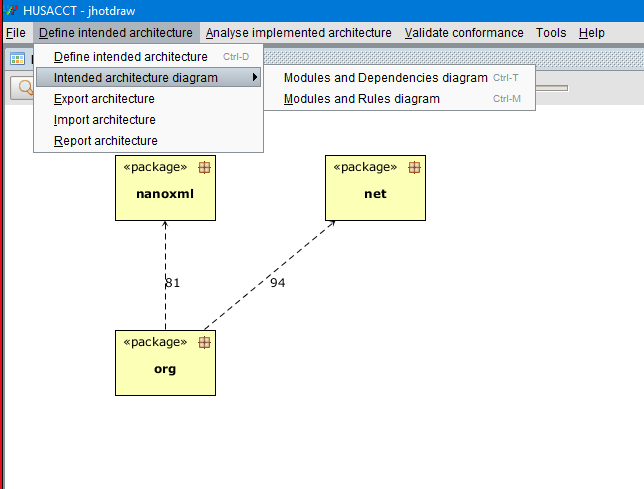 HUSACCT - jhotdraw
File Define intended architecture Analyse implemented architecture Validate conformance Tools Help
Define intended architecture Ctrl-D
Intended architecture diagram
Export architecture
Import architecture
Report architecture
Modules and Dependencies diagram Ctrl-T
Modules and Rules diagram Ctrl-M
«package»
nanoxml
«package»
net
81
94
«package»
org